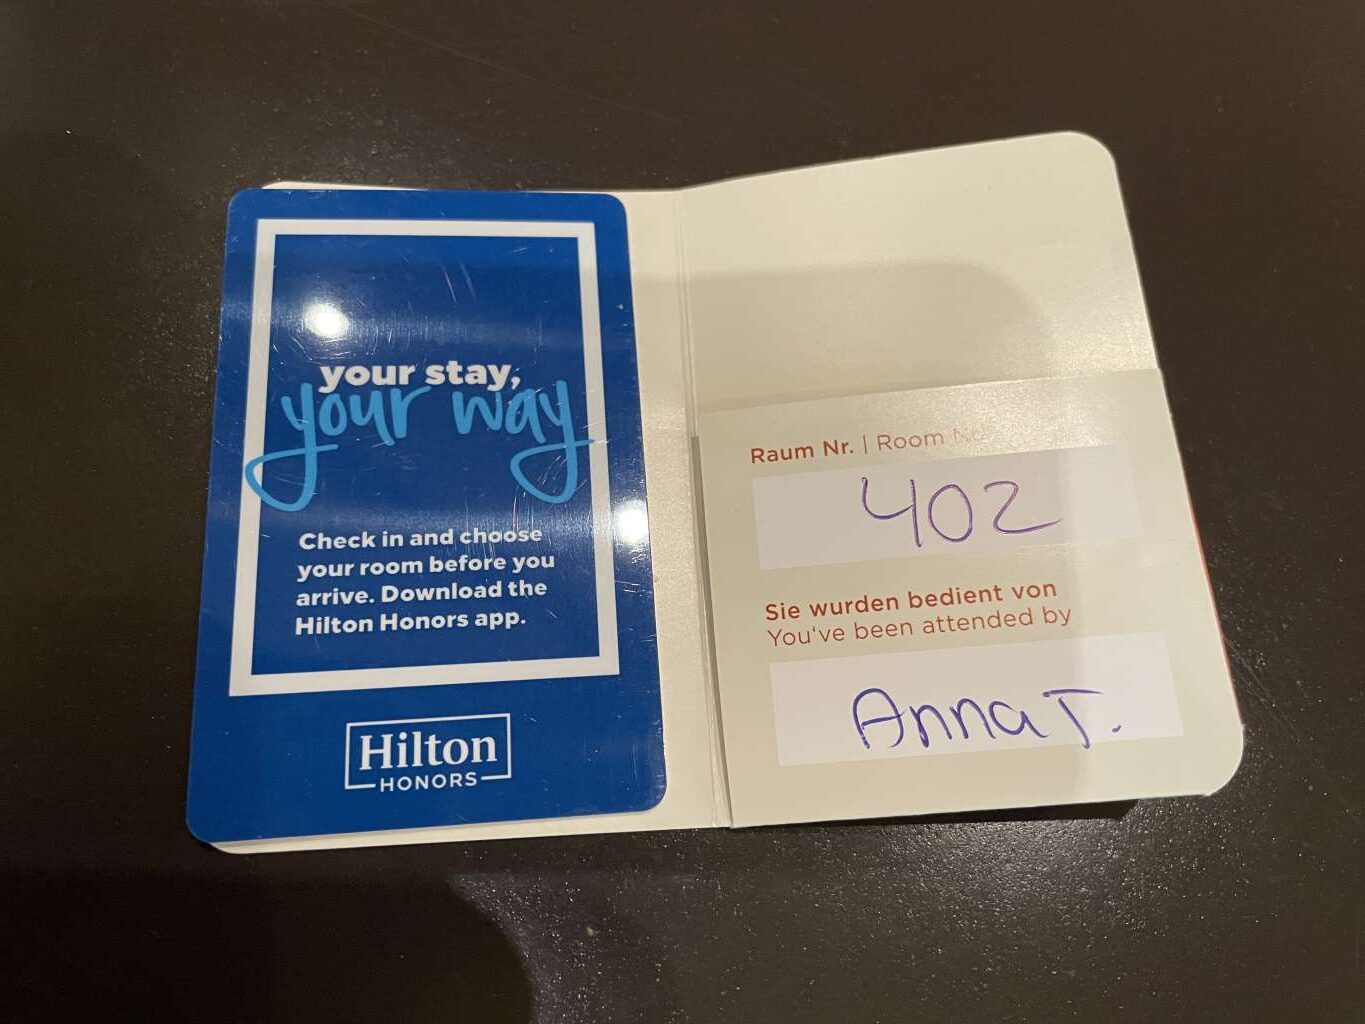 your stay,
your way
Check in and choose
your room before you
arrive. Download the
Hilton Honors app.
Hilton
HONORS
Raum Nr. | Room No.
402
Sie wurden bedient von
You've been attended by
Anna T.